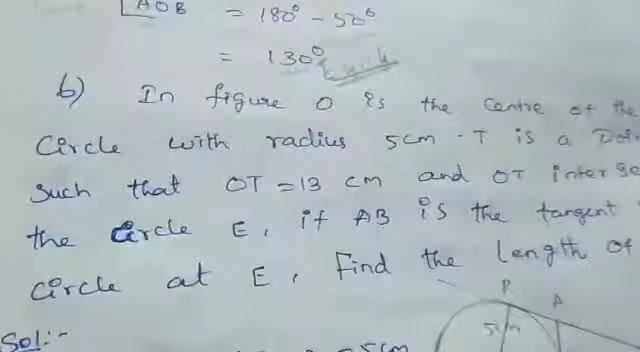 ∠AOB = 180° - 50°
= 130°
6) In figure O is the centre of the
Circle with radius 5cm. T is a
such that OT = 13 cm and OT
the circle E, if AB is the tangent
circle at E, Find the length of
P A
Sol:- 5cm